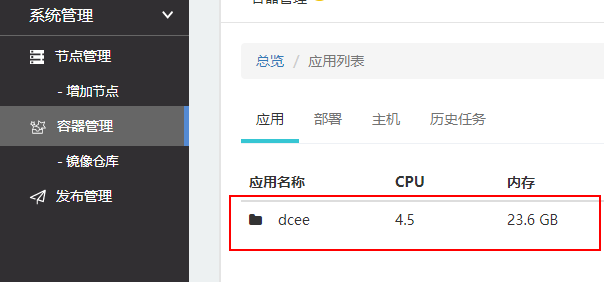 系统管理
节点管理
- 增加节点
容器管理
- 镜像仓库
发布管理
容器管理
总览 / 应用列表
应用 部署 主机 历史任务
应用名称 CPU 内存
dcee 4.5 23.6 GB